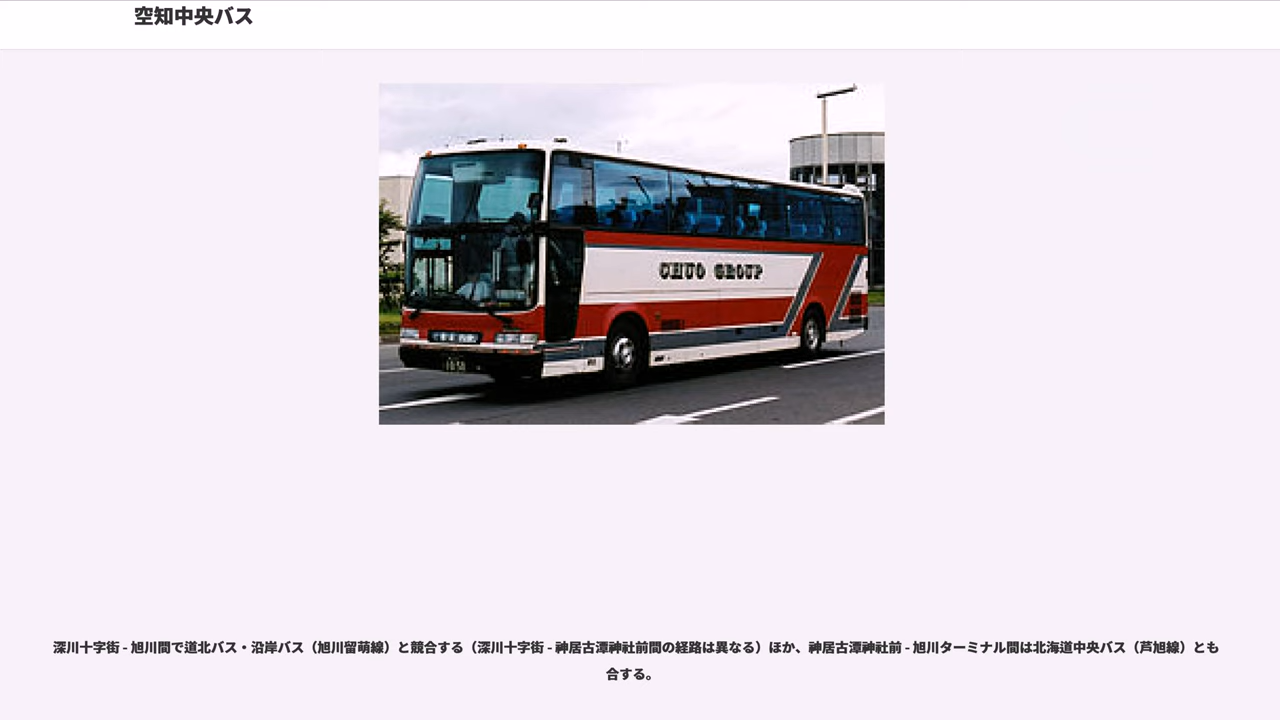 空知中央バス
CHUO GROUP
深川十字街 - 旭川間で道北バス・沿岸バス（旭川留萌線）と競合する（深川十字街 - 神居古潭神社前間の経路は異なる）ほか、神居古潭神社前 - 旭川ターミナル間は北海道中央バス（芦旭線）とも
合する。